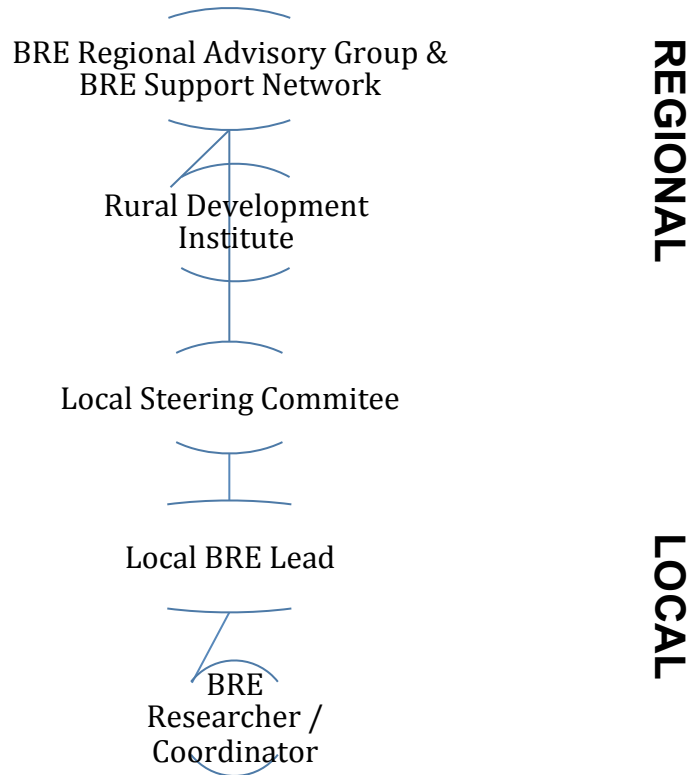 BRE Regional Advisory Group &
BRE Support Network
REGIONAL
Rural Development
Institute
Local Steering Commitee
Local BRE Lead
LOCAL
BRE
Researcher /
Coordinator